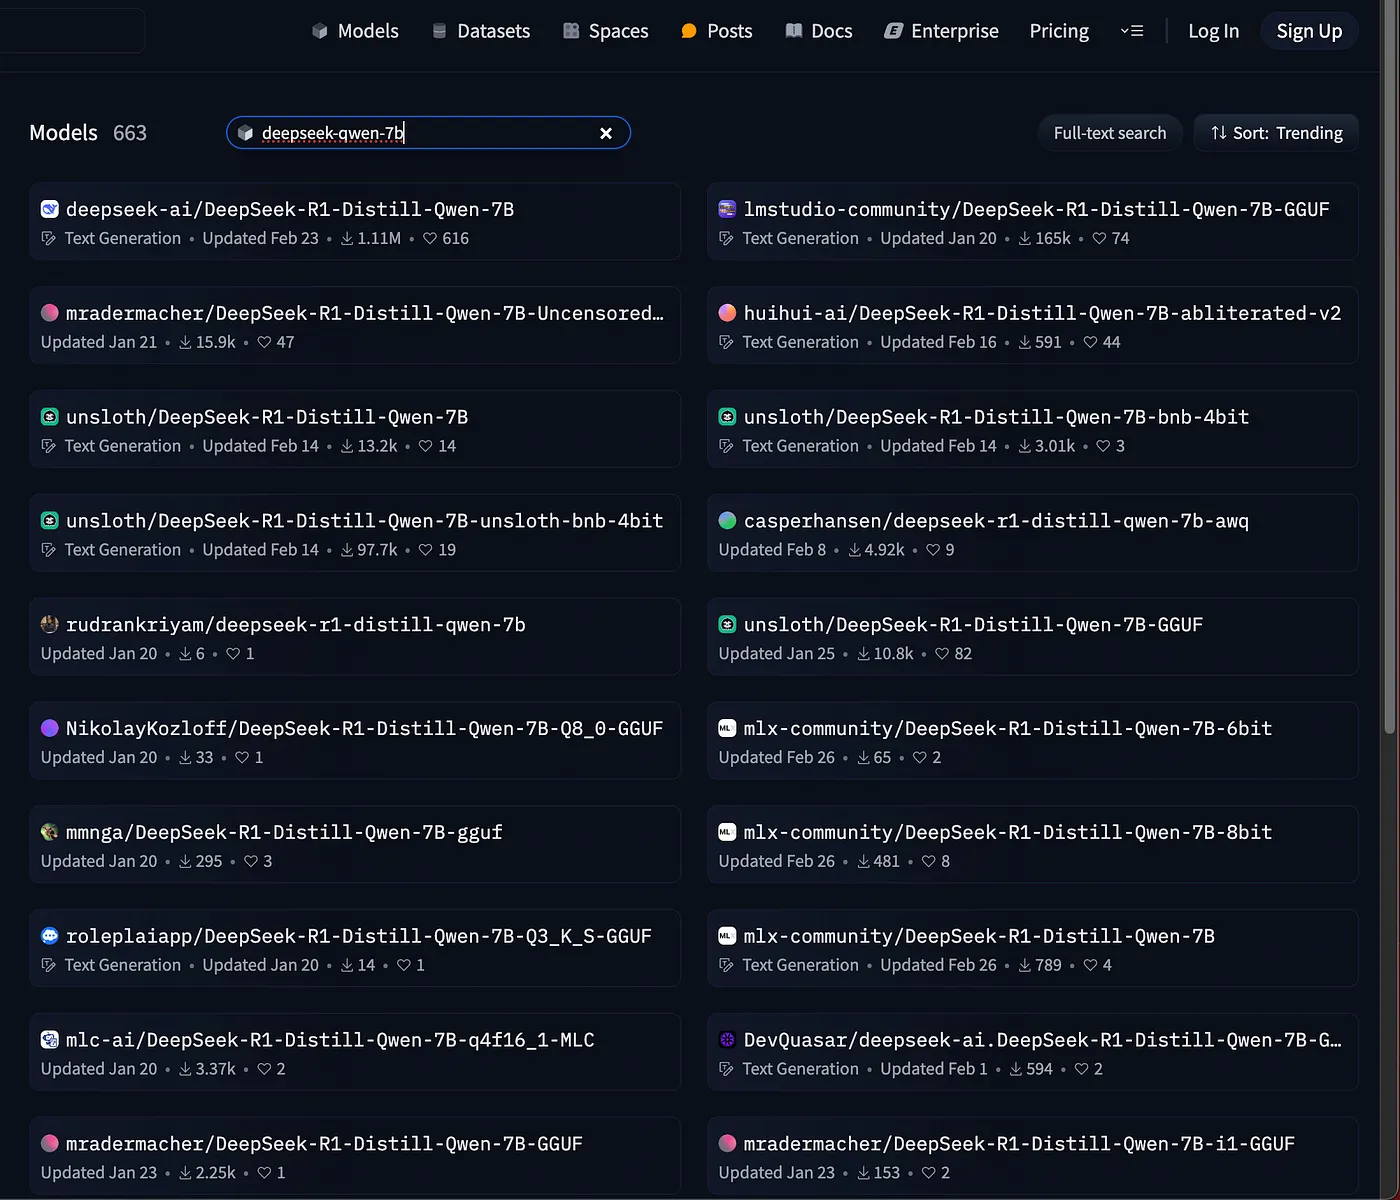 Models Datasets Spaces Posts Docs Enterprise Pricing Log In Sign Up
Models 663 deepseek-qwen-7b Full-text search Sort: Trending
deepseek-ai/DeepSeek-R1-Distill-Qwen-7B
Text Generation • Updated Feb 23 • 1.11M • 616
lmstudio-community/DeepSeek-R1-Distill-Qwen-7B-GGUF
Text Generation • Updated Jan 20 • 165k • 74
mradermacher/DeepSeek-R1-Distill-Qwen-7B-Uncensored…
Updated Jan 21 • 15.9k • 47
huihui-ai/DeepSeek-R1-Distill-Qwen-7B-abliterated-v2
Text Generation • Updated Feb 16 • 591 • 44
unsloth/DeepSeek-R1-Distill-Qwen-7B
Text Generation • Updated Feb 14 • 13.2k • 14
unsloth/DeepSeek-R1-Distill-Qwen-7B-bnb-4bit
Text Generation • Updated Feb 14 • 3.01k • 3
unsloth/DeepSeek-R1-Distill-Qwen-7B-unsloth-bnb-4bit
Text Generation • Updated Feb 14 • 97.7k • 19
casperhansen/deepseek-r1-distill-qwen-7b-awq
Updated Feb 8 • 4.92k • 9
rudrankriyam/deepseek-r1-distill-qwen-7b
Updated Jan 20 • 6 • 1
unsloth/DeepSeek-R1-Distill-Qwen-7B-GGUF
Updated Jan 25 • 10.8k • 82
NikolayKozloff/DeepSeek-R1-Distill-Qwen-7B-Q8_0-GGUF
Updated Jan 20 • 33 • 1
mlx-community/DeepSeek-R1-Distill-Qwen-7B-6bit
Updated Feb 26 • 65 • 2
mmnga/DeepSeek-R1-Distill-Qwen-7B-gguf
Updated Jan 20 • 295 • 3
mlx-community/DeepSeek-R1-Distill-Qwen-7B-8bit
Updated Feb 26 • 481 • 8
roleplaiapp/DeepSeek-R1-Distill-Qwen-7B-Q3_K_S-GGUF
Text Generation • Updated Jan 20 • 14 • 1
mlx-community/DeepSeek-R1-Distill-Qwen-7B
Text Generation • Updated Feb 26 • 789 • 4
mlc-ai/DeepSeek-R1-Distill-Qwen-7B-q4f16_1-MLC
Updated Jan 20 • 3.37k • 2
DevQuasar/deepseek-ai.DeepSeek-R1-Distill-Qwen-7B-G…
Text Generation • Updated Feb 1 • 594 • 2
mradermacher/DeepSeek-R1-Distill-Qwen-7B-GGUF
Updated Jan 23 • 2.25k • 1
mradermacher/DeepSeek-R1-Distill-Qwen-7B-i1-GGUF
Updated Jan 23 • 153 • 2